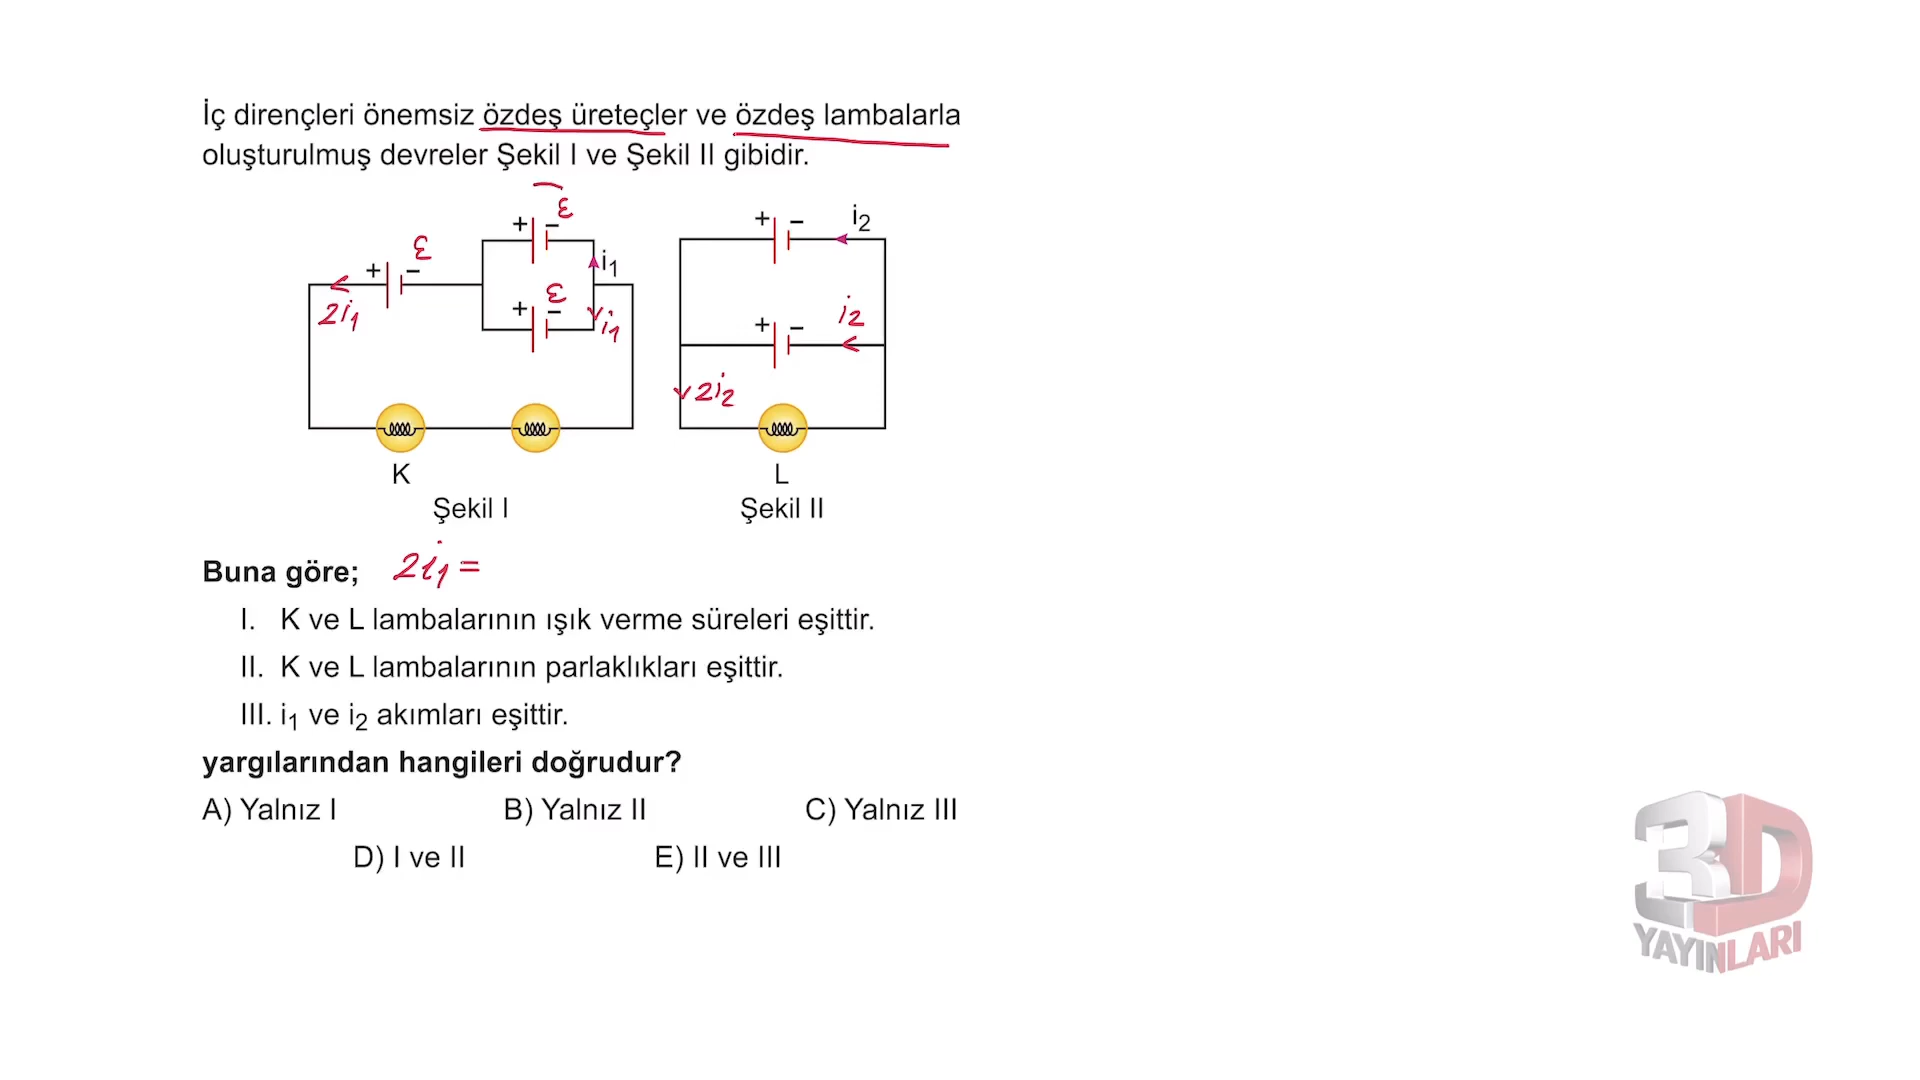 İç dirençleri önemsiz özdeş üreteçler ve özdeş lambalarla
oluşturulmuş devreler Şekil I ve Şekil II gibidir.
ε
+ −
ε
+ −
2i₁
i₁
ε
+ −
i₁
K
Şekil I
+ −
i₂
+ −
i₂
2i₂
L
Şekil II
Buna göre; 2i₁ =
I. K ve L lambalarının ışık verme süreleri eşittir.
II. K ve L lambalarının parlaklıkları eşittir.
III. i₁ ve i₂ akımları eşittir.
yargılarından hangileri doğrudur?
A) Yalnız I B) Yalnız II C) Yalnız III
D) I ve II E) II ve III
3D
YAYINLARI